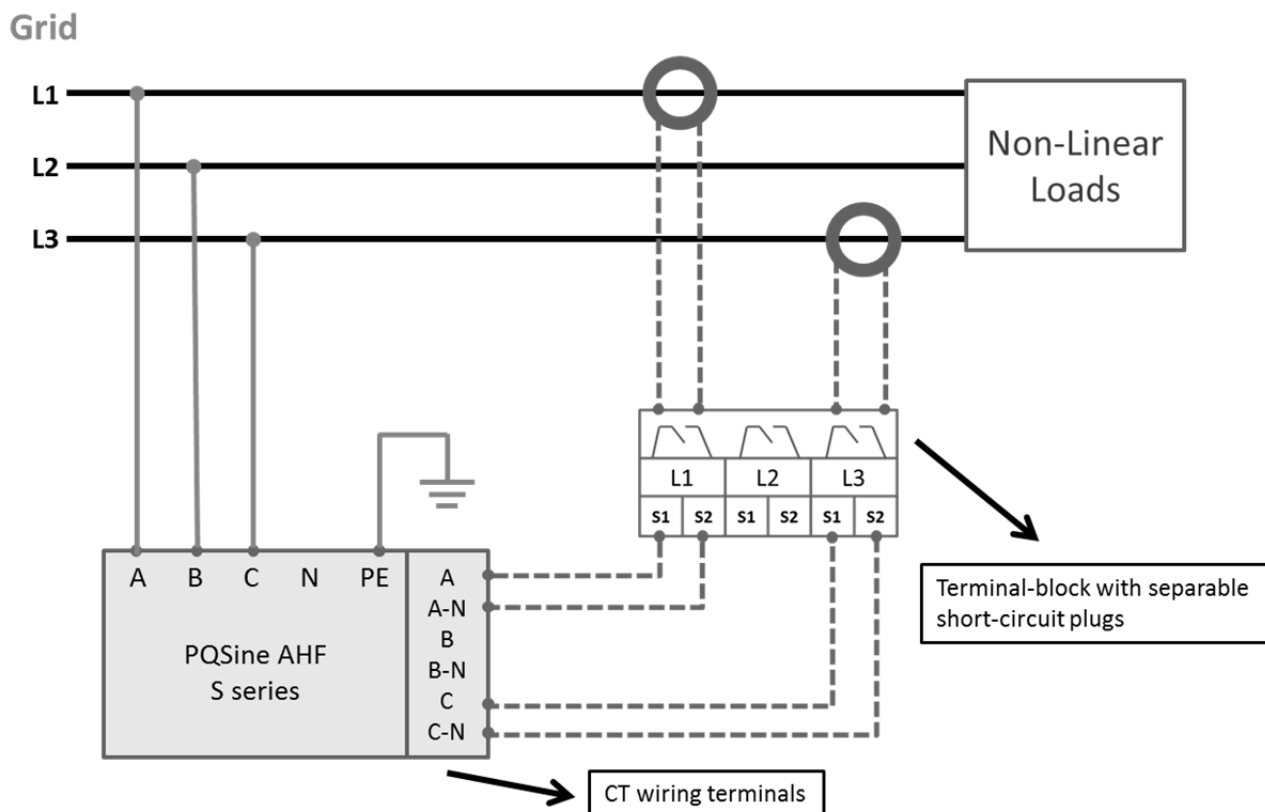 Grid
L1
L2
L3
Non-Linear
Loads
L1 L2 L3
S1 S2 S1 S2 S1 S2
Terminal-block with separable
short-circuit plugs
A B C N PE
PQSine AHF
S series
A
A-N
B
B-N
C
C-N
CT wiring terminals